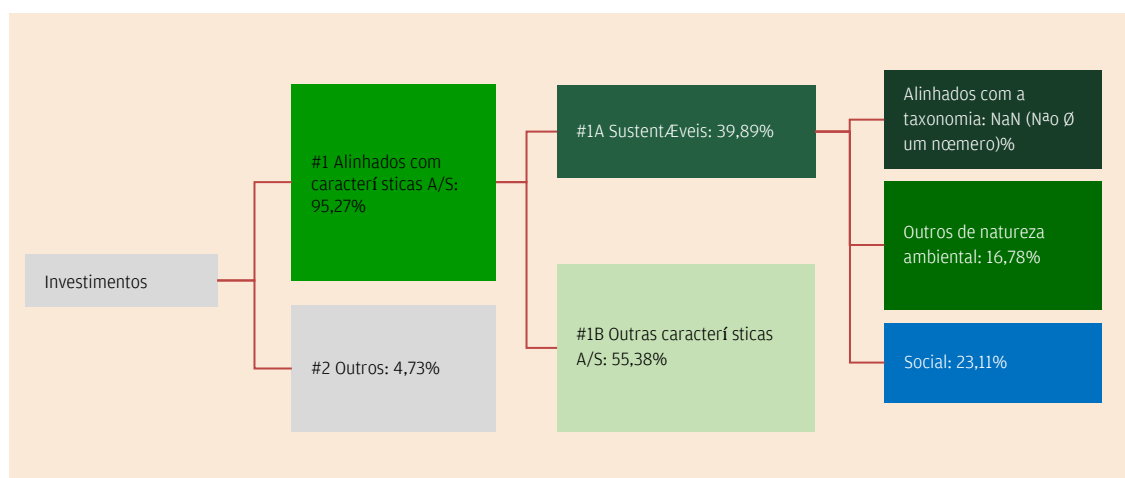 Investimentos
#1 Alinhados com
caracterí sticas A/S:
95,27%
#2 Outros: 4,73%
#1A SustentÆveis: 39,89%
#1B Outras caracterí sticas
A/S: 55,38%
Alinhados com a
taxonomia: NaN (Nªo Ø
um nœmero)%
Outros de natureza
ambiental: 16,78%
Social: 23,11%